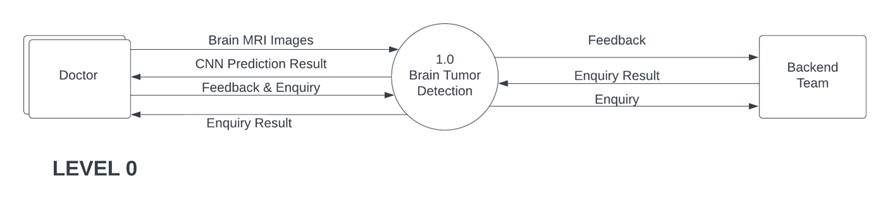 Brain MRI Images
CNN Prediction Result
Feedback & Enquiry
Enquiry Result
Doctor
1.0
Brain Tumor
Detection
Feedback
Enquiry Result
Enquiry
Backend
Team
LEVEL 0